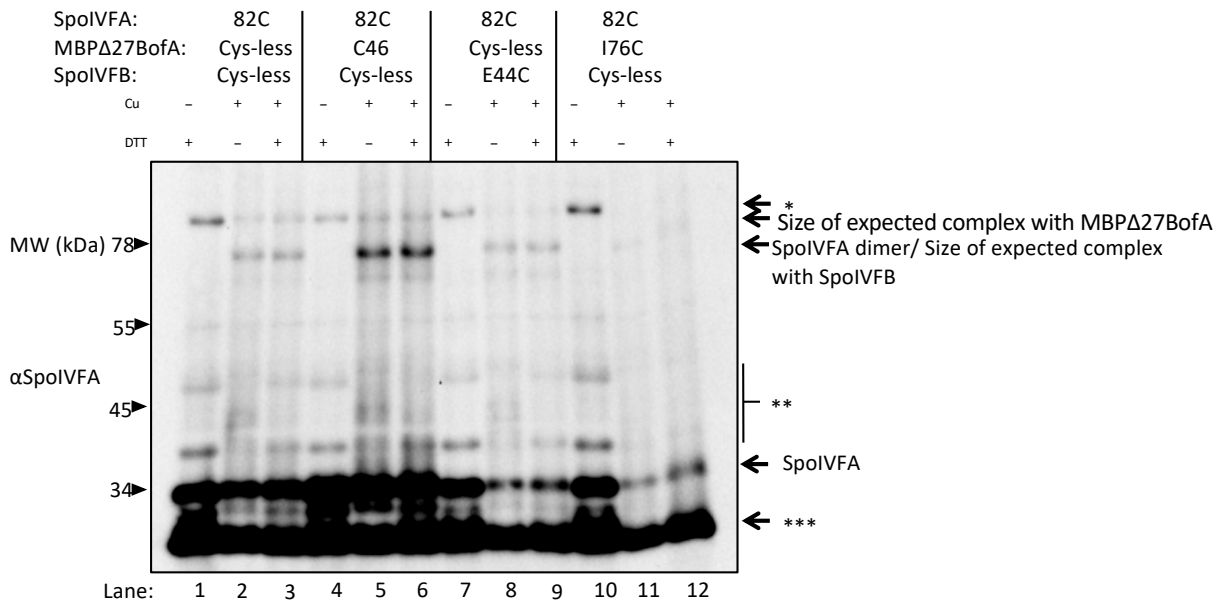 SpoIVFA: 82C 82C 82C 82C
MBPΔ27BofA: Cys-less C46 Cys-less I76C
SpoIVFB: Cys-less Cys-less E44C Cys-less
Cu – + + – + + – + + – + +
DTT + – + + – + + – + + – +
*
Size of expected complex with MBPΔ27BofA
MW (kDa) 78
SpoIVFA dimer/ Size of expected complex
with SpoIVFB
55
αSpoIVFA
45
**
SpoIVFA
34
***
Lane: 1 2 3 4 5 6 7 8 9 10 11 12